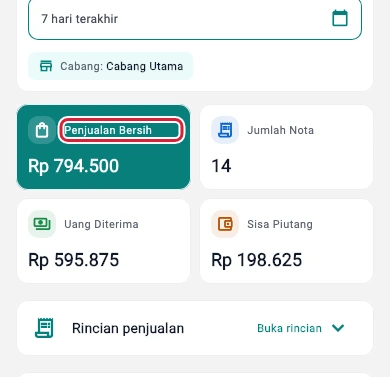 7 hari terakhir
Cabang: Cabang Utama
Penjualan Bersih
Rp 794.500
Jumlah Nota
14
Uang Diterima
Rp 595.875
Sisa Piutang
Rp 198.625
Rincian penjualan
Buka rincian